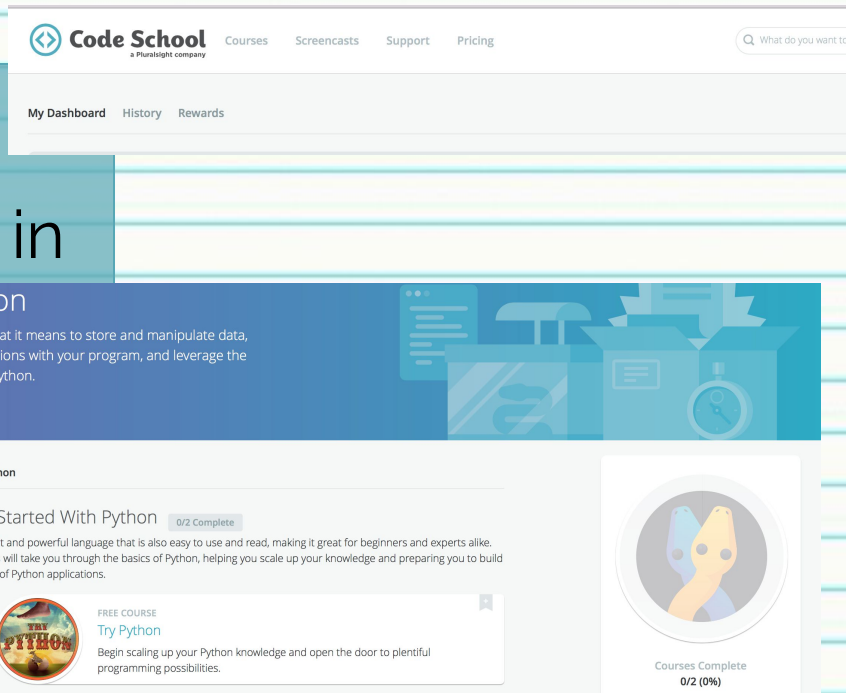 Code School
a Pluralsight company
Courses Screencasts Support Pricing
What do you want to
My Dashboard History Rewards
in
on
at it means to store and manipulate data,
ions with your program, and leverage the
ython.
hon
Started With Python 0/2 Complete
t and powerful language that is also easy to use and read, making it great for beginners and experts alike.
will take you through the basics of Python, helping you scale up your knowledge and preparing you to build
of Python applications.
TRY
PYTHON
FREE COURSE
Try Python
Begin scaling up your Python knowledge and open the door to plentiful
programming possibilities.
Courses Complete
0/2 (0%)